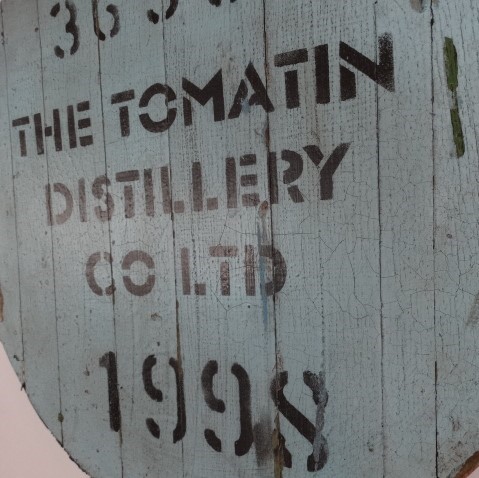 THE TOMATIN
DISTILLERY
CO LTD
1998